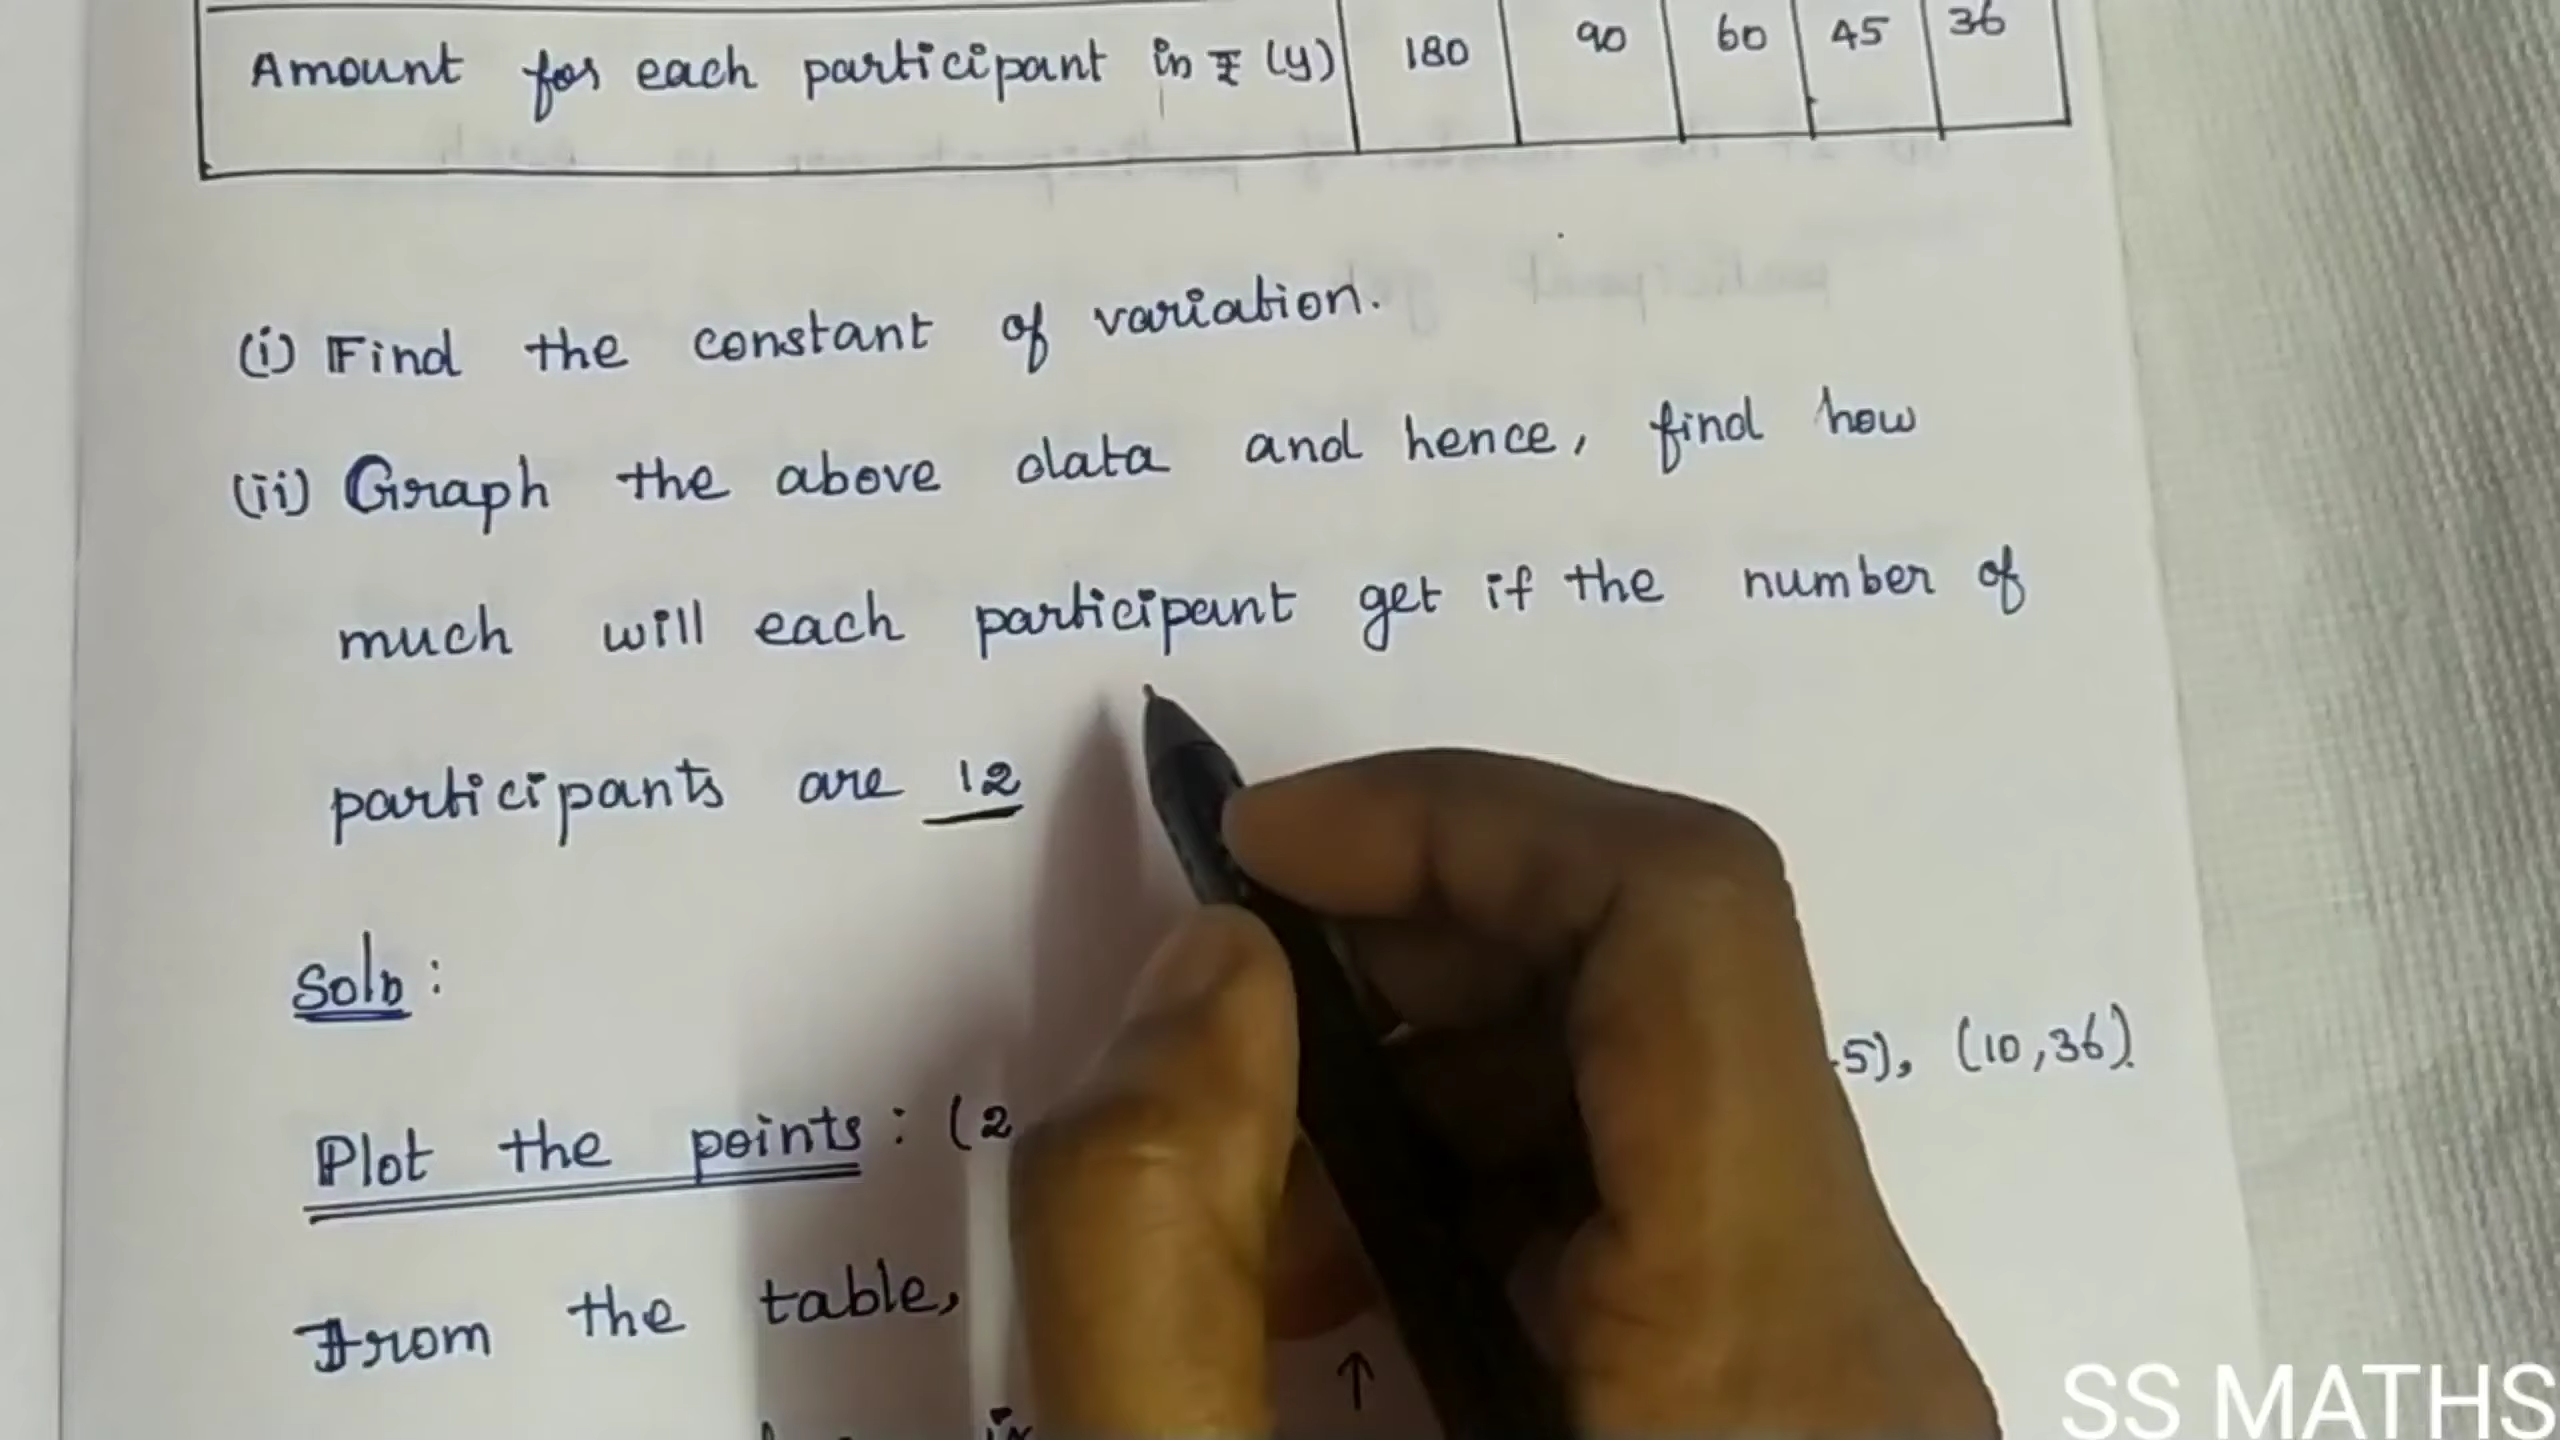 Amount for each participant in ₹ (y) 180 90 60 45 36
(i) Find the constant of variation.
(ii) Graph the above data and hence, find how
much will each participant get if the number of
participants are 12
Soln :
Plot the points : (2 5), (10,36).
From the table,
↑
SS MATHS